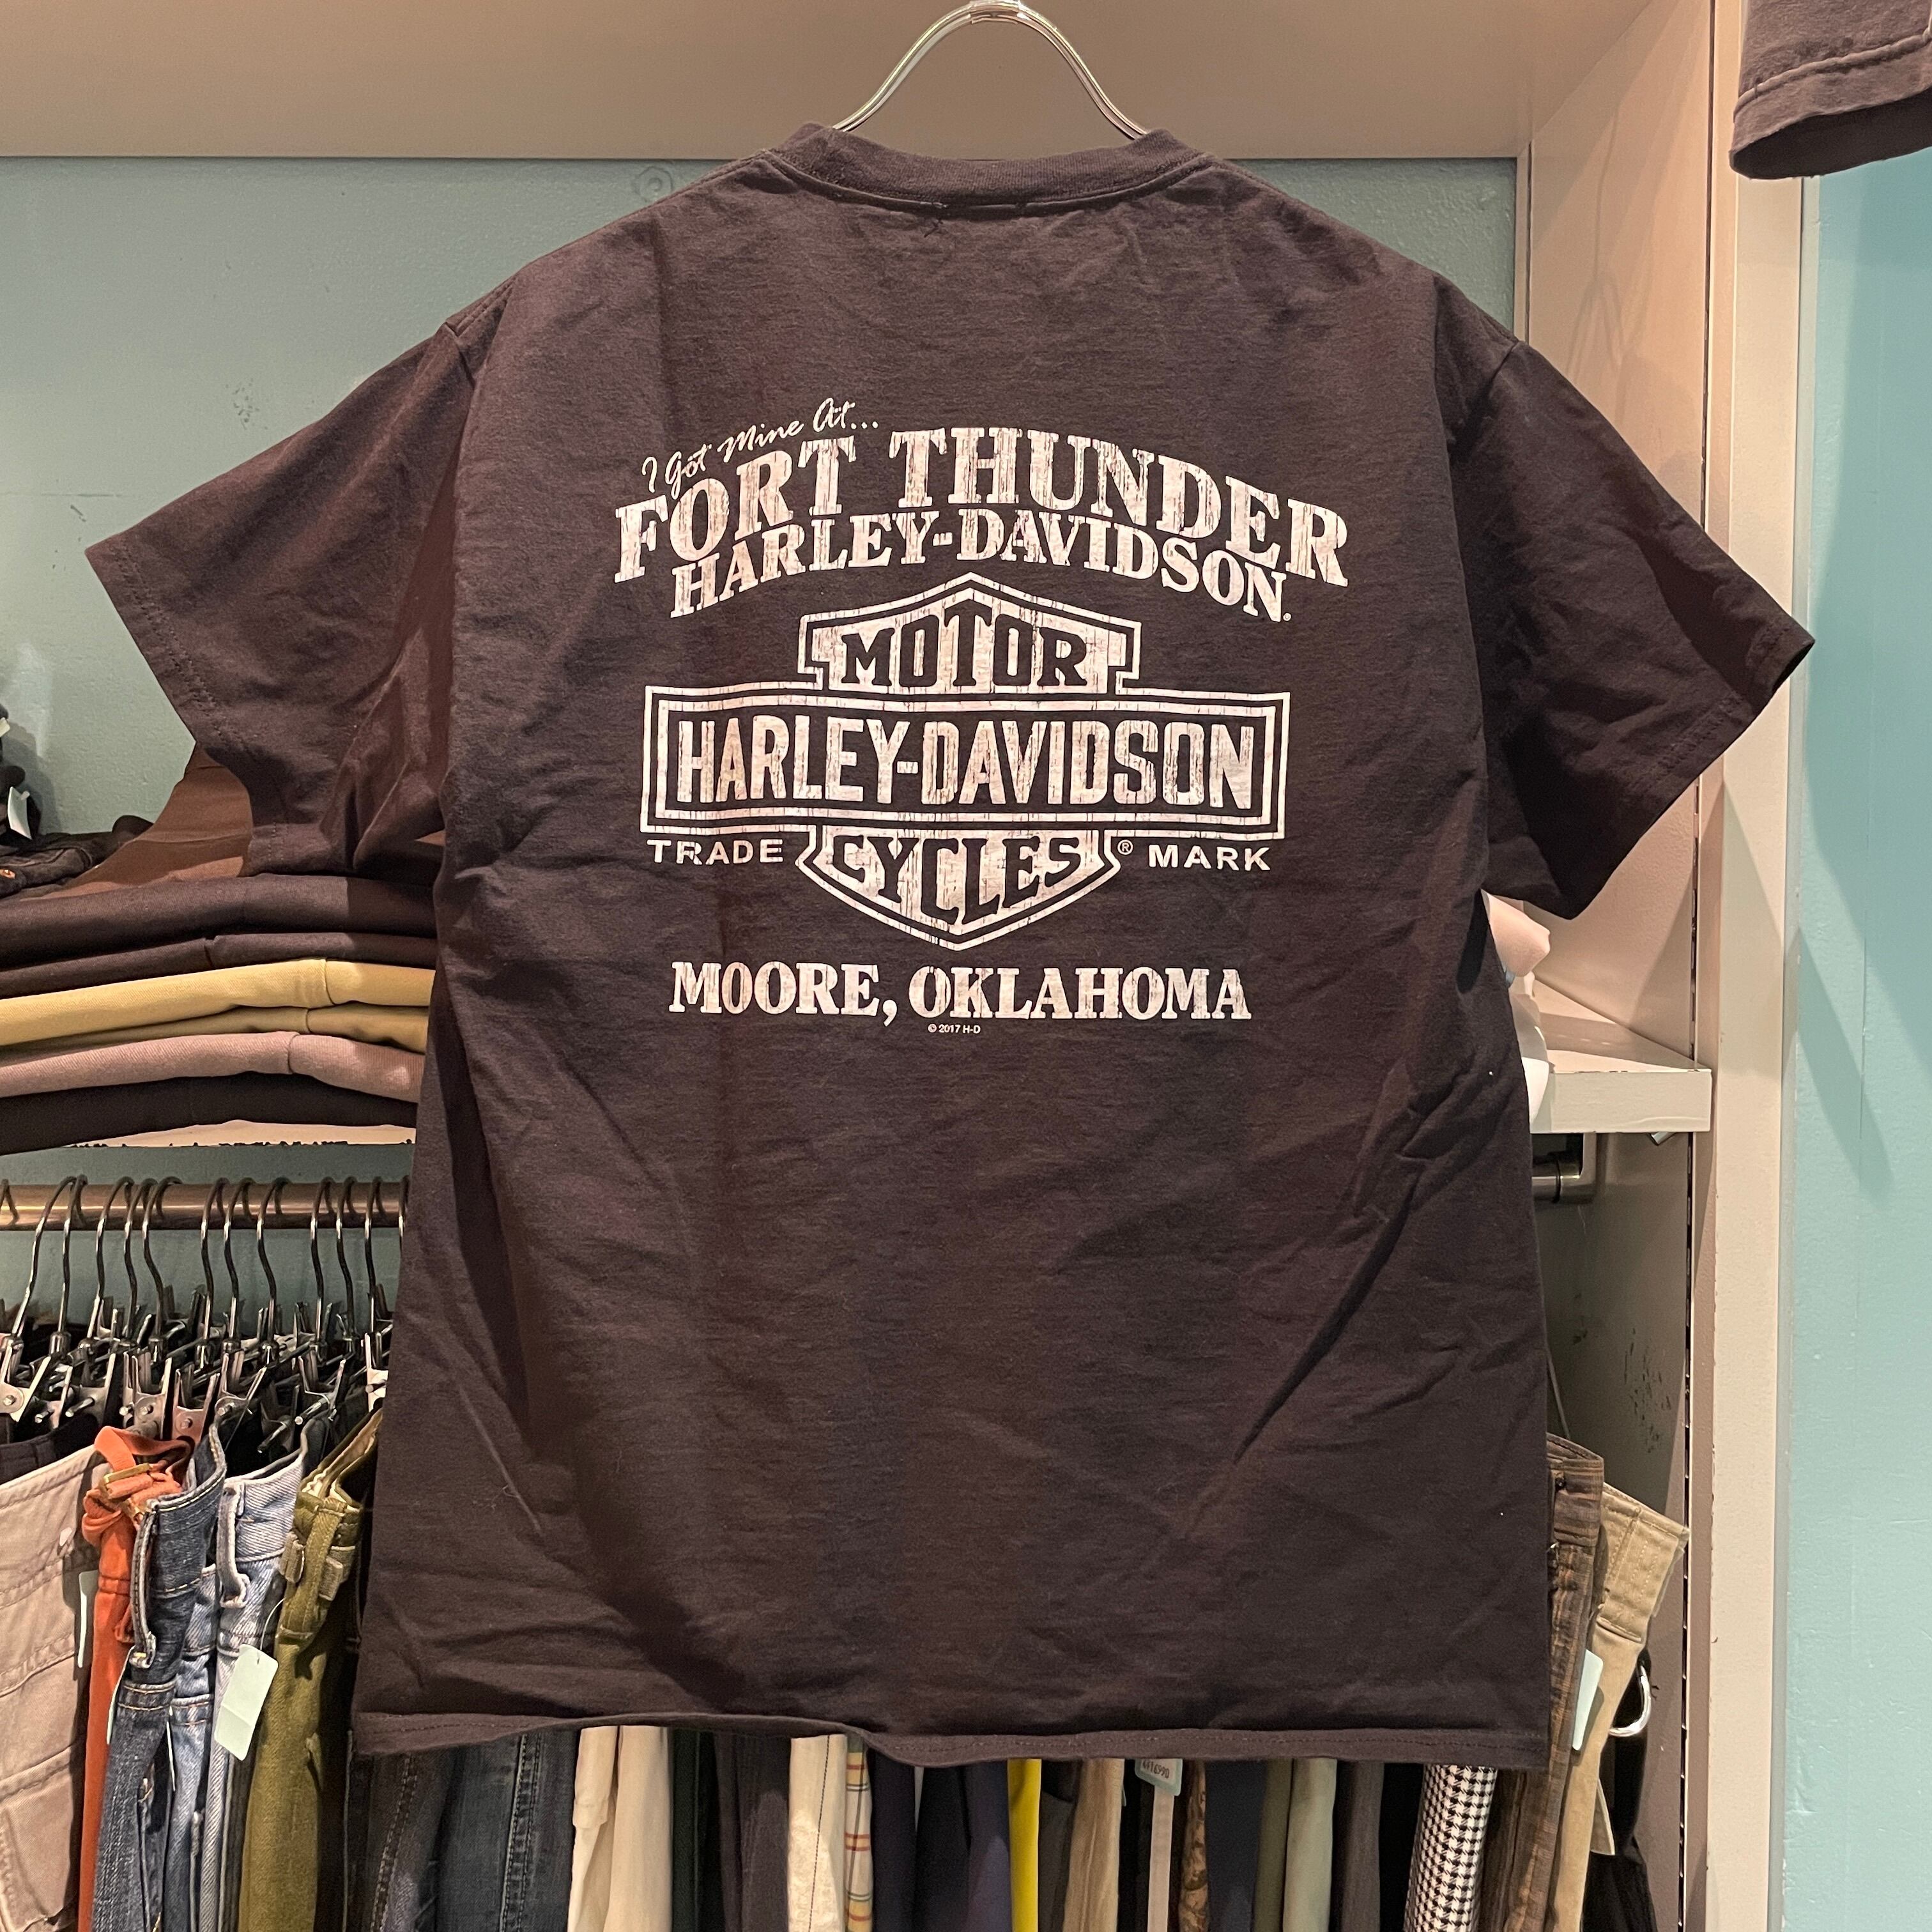 I Got Mine At...
FORT THUNDER
HARLEY-DAVIDSON®
MOTOR
HARLEY-DAVIDSON
CYCLES
TRADE ® MARK
MOORE, OKLAHOMA
© 2017 H-D